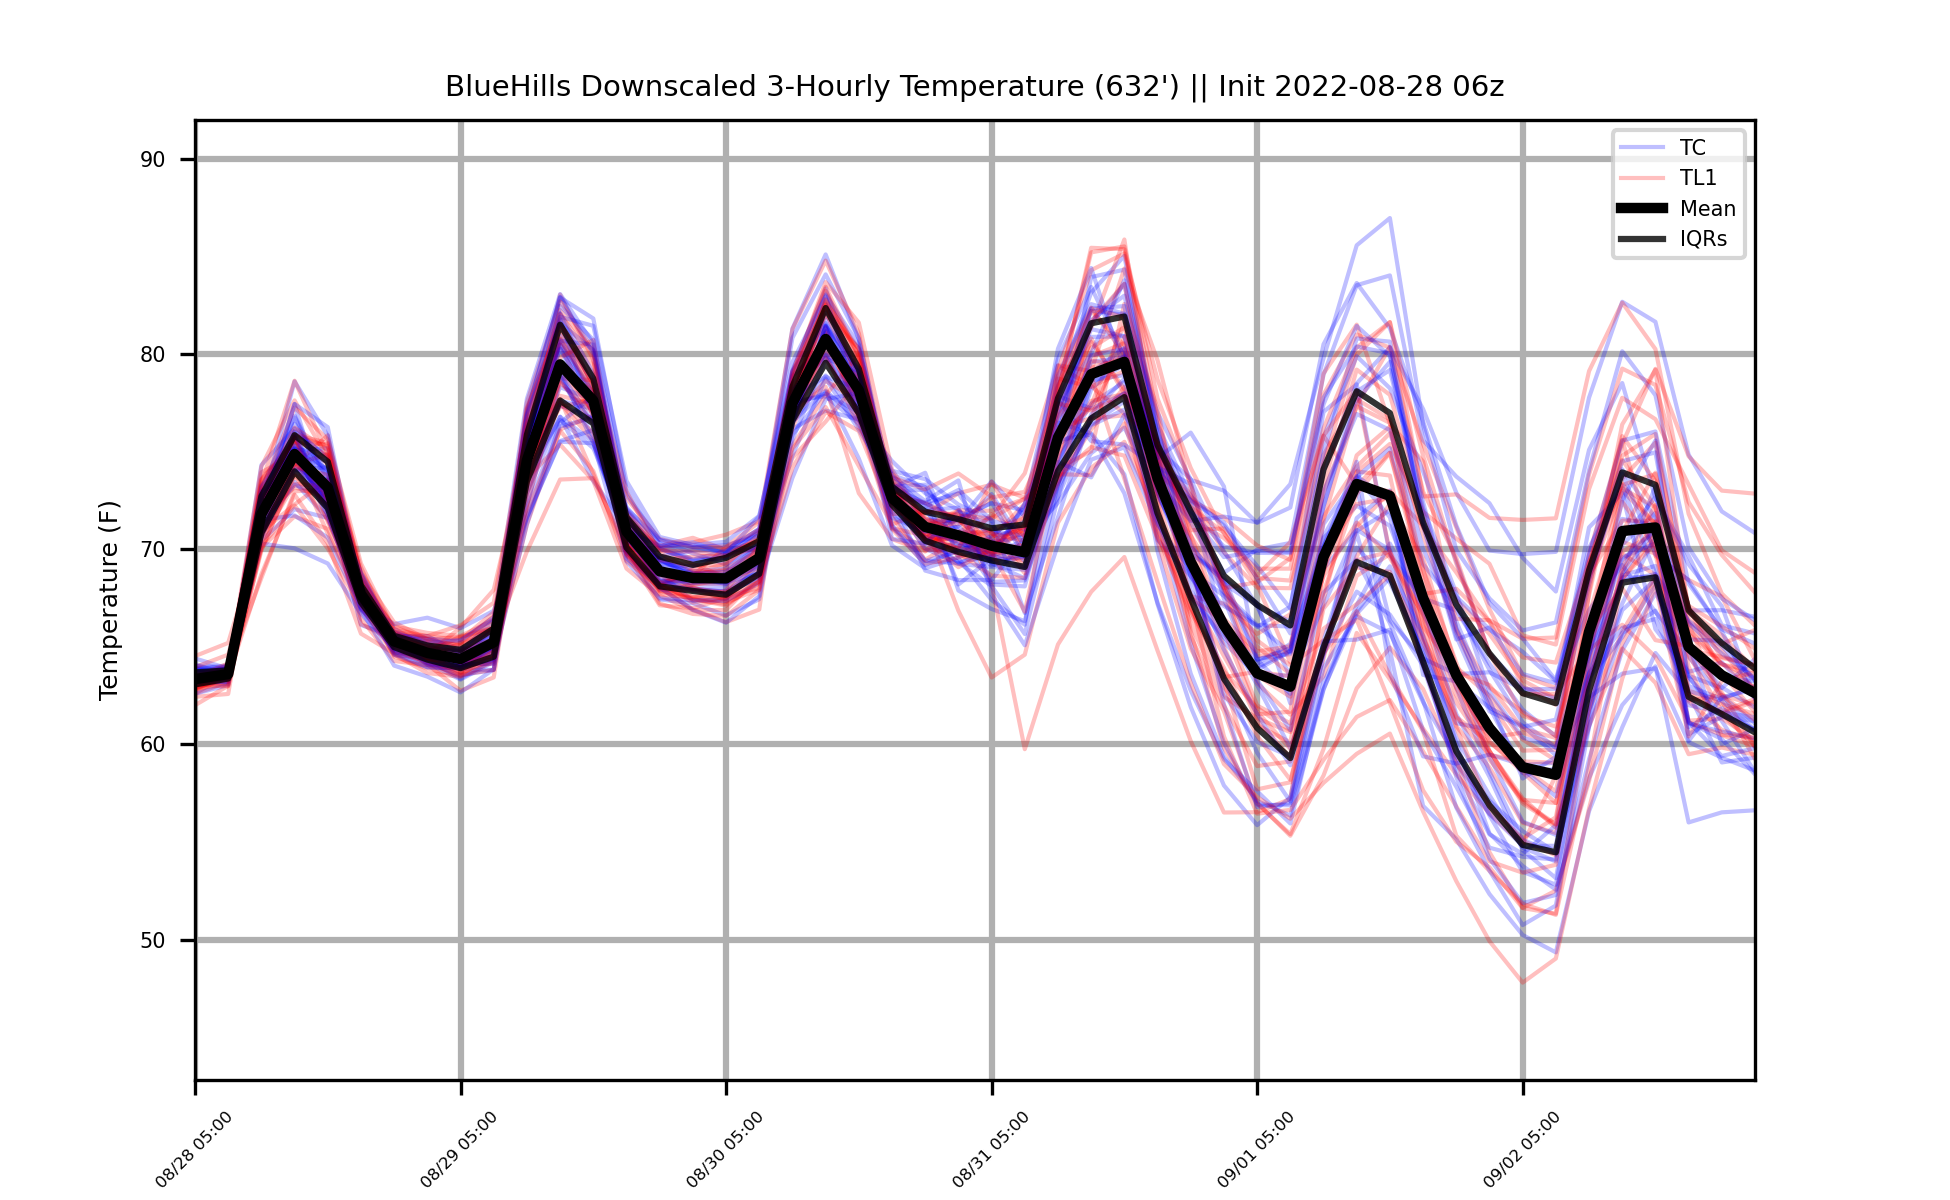 BlueHills Downscaled 3-Hourly Temperature (632') || Init 2022-08-28 06z
TC
TL1
Mean
IQRs
Temperature (F)
90
80
70
60
50
08/28 05:00
08/29 05:00
08/30 05:00
08/31 05:00
09/01 05:00
09/02 05:00